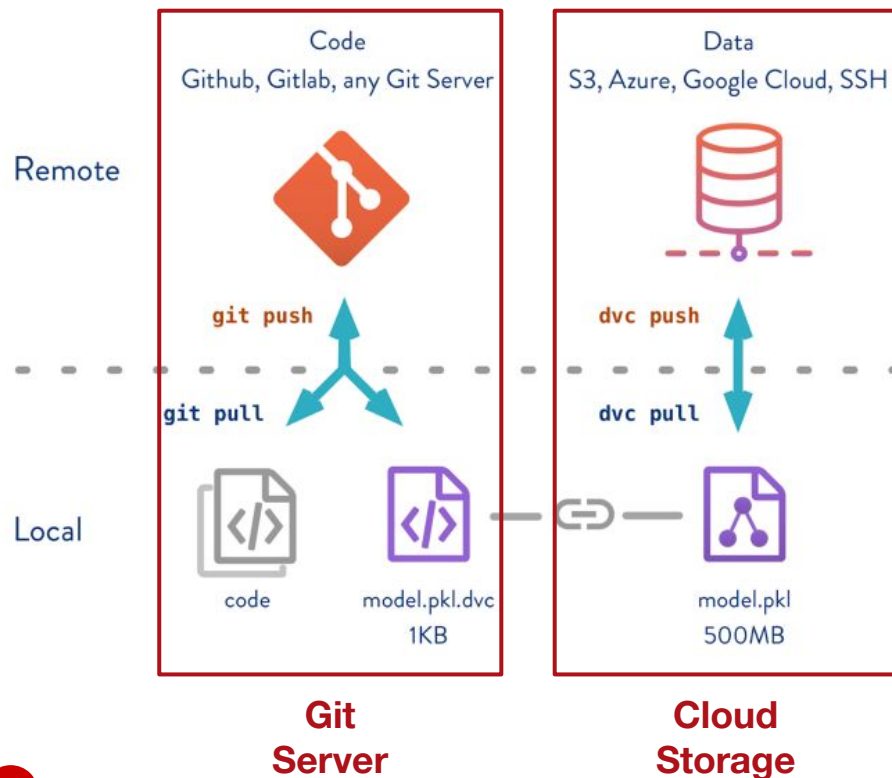 Code
Github, Gitlab, any Git Server
Data
S3, Azure, Google Cloud, SSH
Remote
git push
dvc push
git pull
dvc pull
Local
</>
</>
code
model.pkl.dvc
1KB
model.pkl
500MB
Git
Server
Cloud
Storage